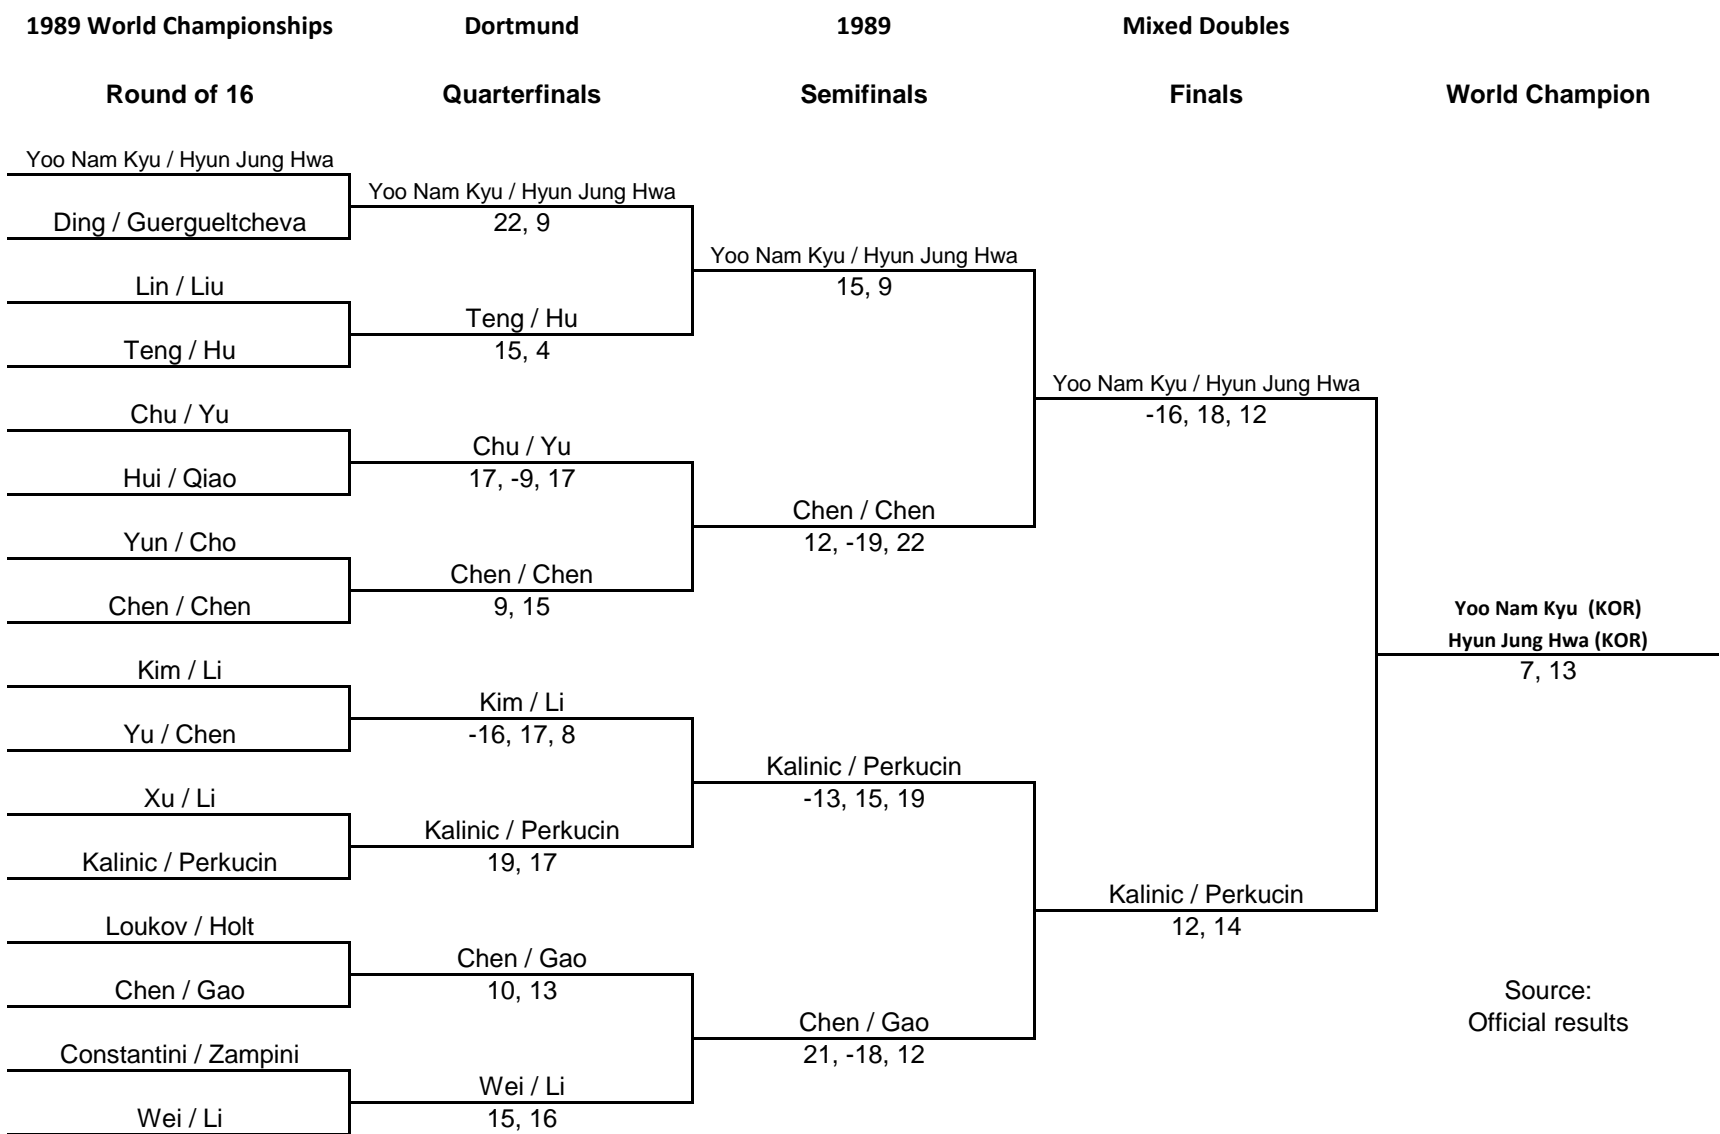 1989 World Championships Dortmund 1989 Mixed Doubles
Round of 16 Quarterfinals Semifinals Finals World Champion
Yoo Nam Kyu / Hyun Jung Hwa
Ding / Guergueltcheva
Lin / Liu
Teng / Hu
Chu / Yu
Hui / Qiao
Yun / Cho
Chen / Chen
Kim / Li
Yu / Chen
Xu / Li
Kalinic / Perkucin
Loukov / Holt
Chen / Gao
Constantini / Zampini
Wei / Li
Yoo Nam Kyu / Hyun Jung Hwa
22, 9
Teng / Hu
15, 4
Chu / Yu
17, -9, 17
Chen / Chen
9, 15
Kim / Li
-16, 17, 8
Kalinic / Perkucin
19, 17
Chen / Gao
10, 13
Wei / Li
15, 16
Yoo Nam Kyu / Hyun Jung Hwa
15, 9
Chen / Chen
12, -19, 22
Kalinic / Perkucin
-13, 15, 19
Chen / Gao
21, -18, 12
Yoo Nam Kyu / Hyun Jung Hwa
-16, 18, 12
Kalinic / Perkucin
12, 14
Yoo Nam Kyu (KOR)
Hyun Jung Hwa (KOR)
7, 13
Source:
Official results